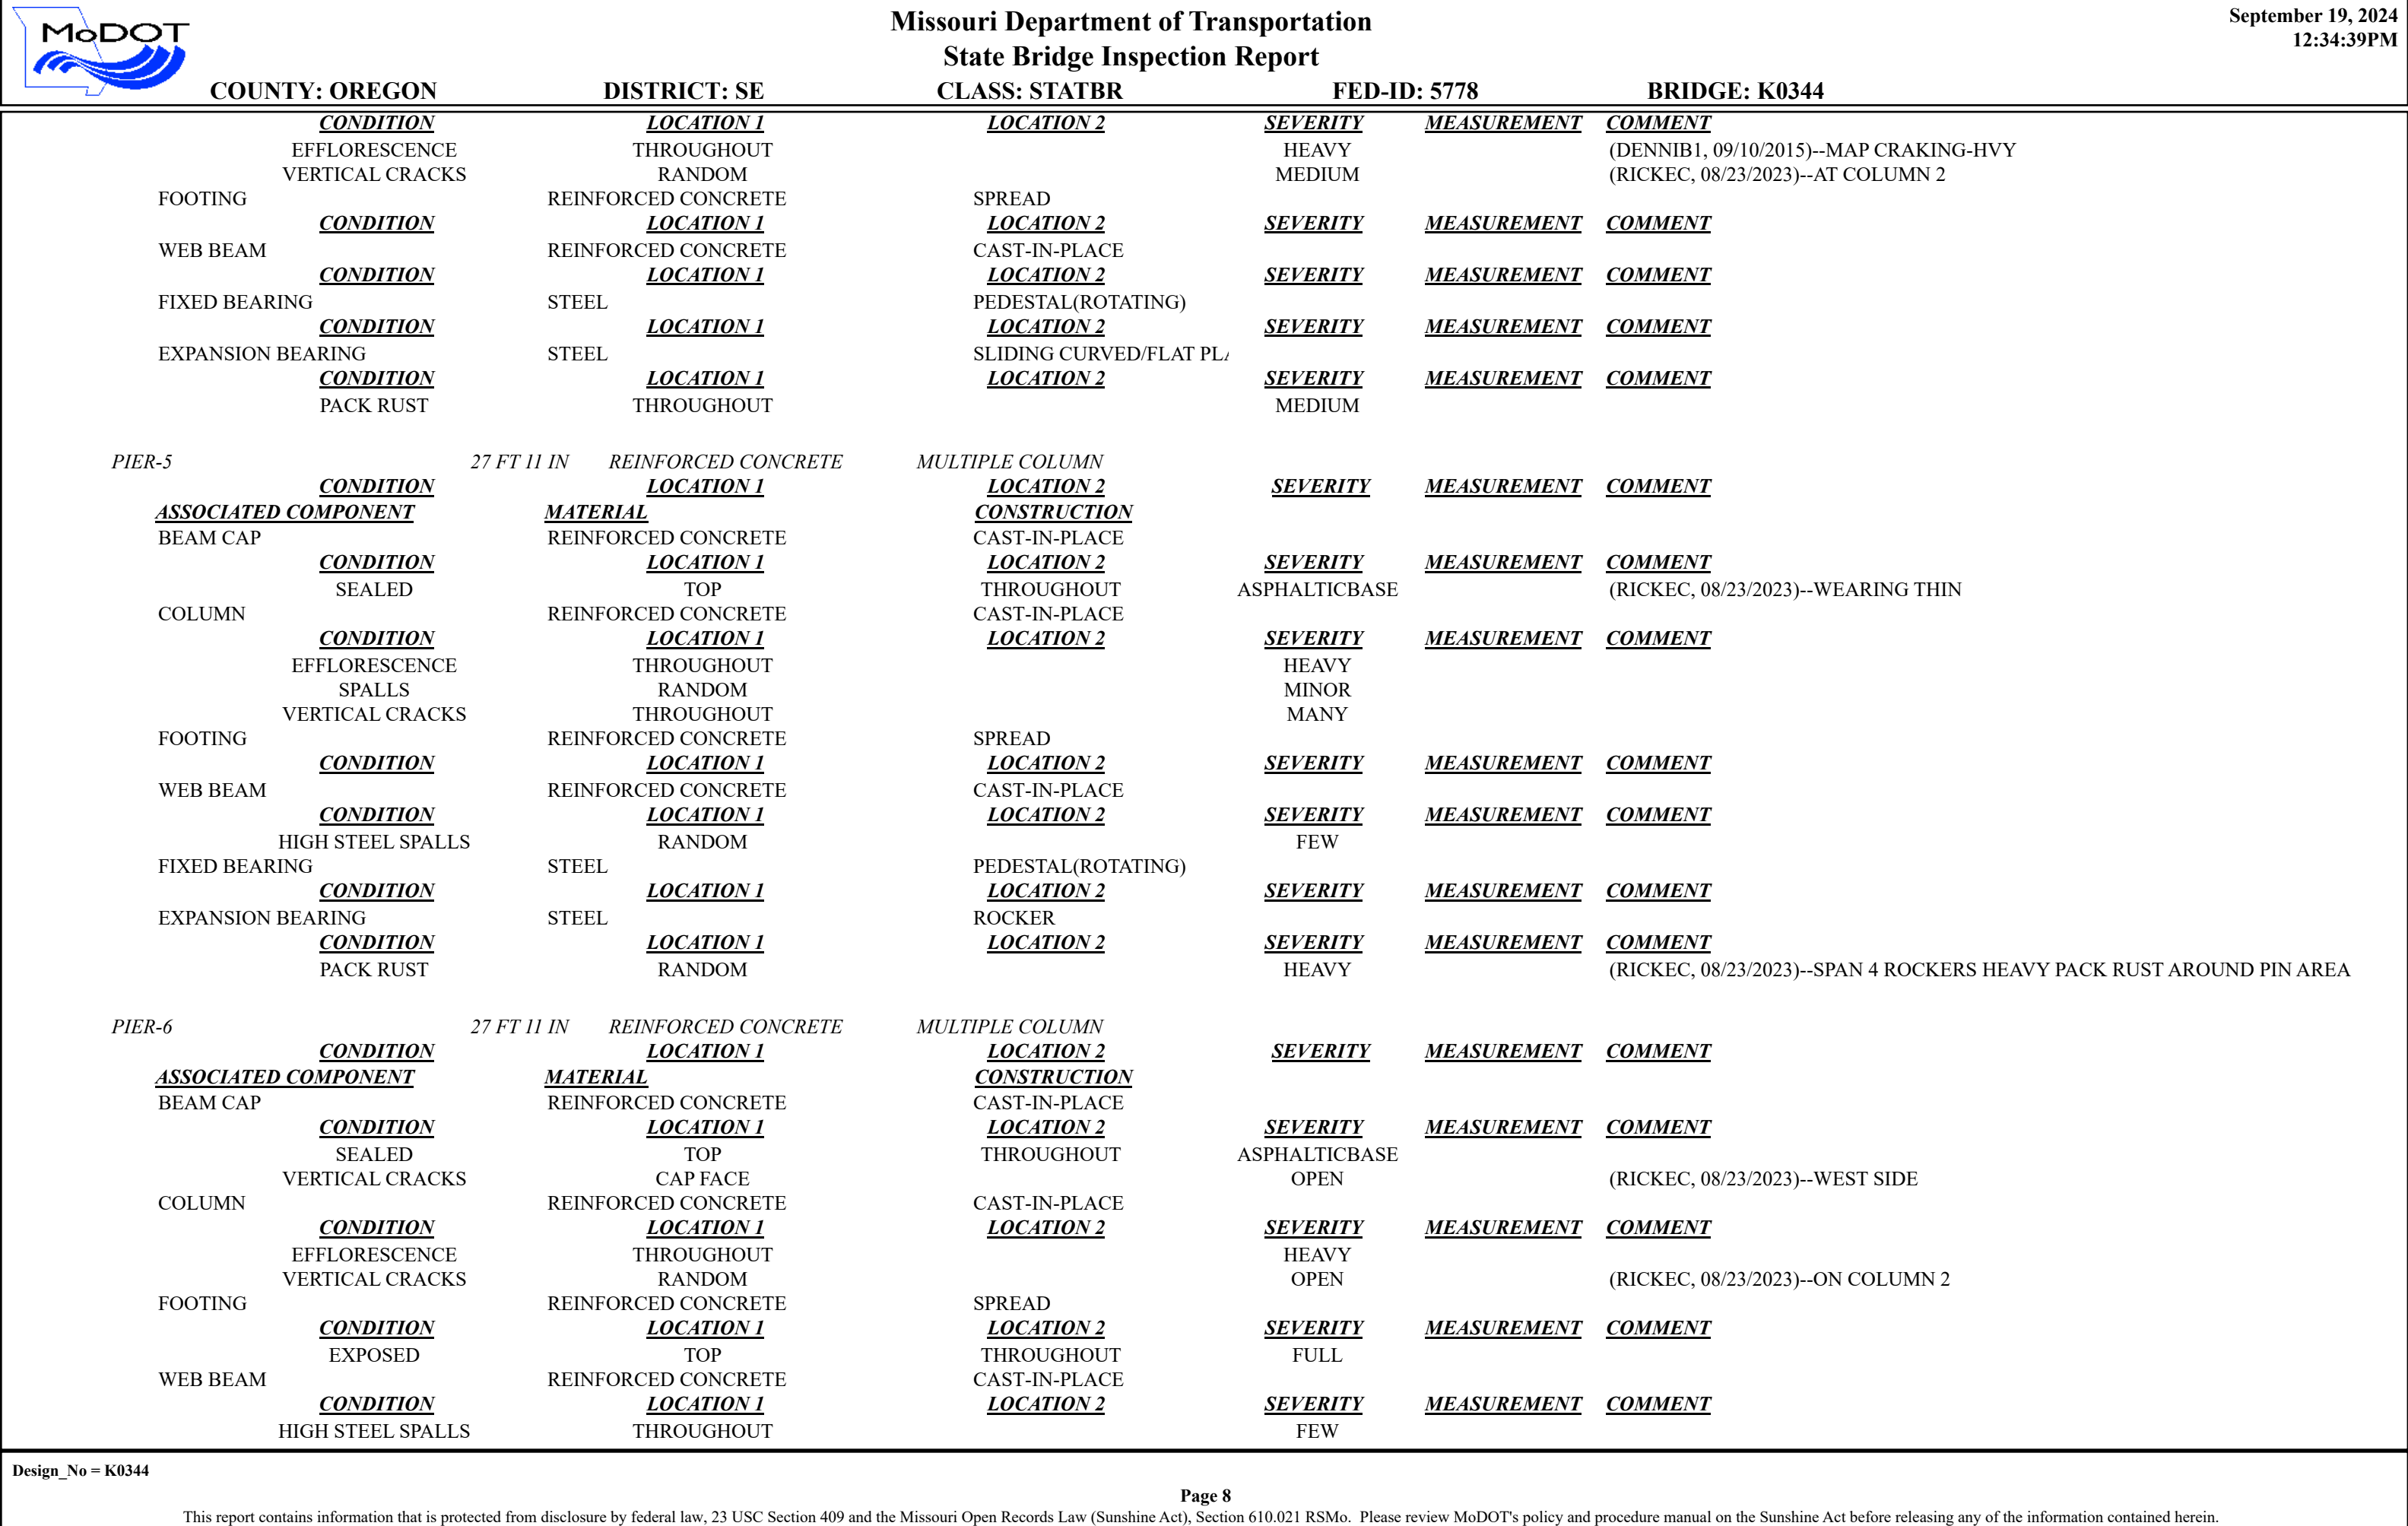 MoDOT
Missouri Department of Transportation
State Bridge Inspection Report
September 19, 2024
12:34:39PM
COUNTY: OREGON DISTRICT: SE CLASS: STATBR FED-ID: 5778 BRIDGE: K0344
CONDITION LOCATION 1 LOCATION 2 SEVERITY MEASUREMENT COMMENT
EFFLORESCENCE THROUGHOUT HEAVY (DENNIB1, 09/10/2015)--MAP CRAKING-HVY
VERTICAL CRACKS RANDOM MEDIUM (RICKEC, 08/23/2023)--AT COLUMN 2
FOOTING REINFORCED CONCRETE SPREAD
CONDITION LOCATION 1 LOCATION 2 SEVERITY MEASUREMENT COMMENT
WEB BEAM REINFORCED CONCRETE CAST-IN-PLACE
CONDITION LOCATION 1 LOCATION 2 SEVERITY MEASUREMENT COMMENT
FIXED BEARING STEEL PEDESTAL(ROTATING)
CONDITION LOCATION 1 LOCATION 2 SEVERITY MEASUREMENT COMMENT
EXPANSION BEARING STEEL SLIDING CURVED/FLAT PL
CONDITION LOCATION 1 LOCATION 2 SEVERITY MEASUREMENT COMMENT
PACK RUST THROUGHOUT MEDIUM
PIER-5 27 FT 11 IN REINFORCED CONCRETE MULTIPLE COLUMN
CONDITION LOCATION 1 LOCATION 2 SEVERITY MEASUREMENT COMMENT
ASSOCIATED COMPONENT MATERIAL CONSTRUCTION
BEAM CAP REINFORCED CONCRETE CAST-IN-PLACE
CONDITION LOCATION 1 LOCATION 2 SEVERITY MEASUREMENT COMMENT
SEALED TOP THROUGHOUT ASPHALTICBASE (RICKEC, 08/23/2023)--WEARING THIN
COLUMN REINFORCED CONCRETE CAST-IN-PLACE
CONDITION LOCATION 1 LOCATION 2 SEVERITY MEASUREMENT COMMENT
EFFLORESCENCE THROUGHOUT HEAVY
SPALLS RANDOM MINOR
VERTICAL CRACKS THROUGHOUT MANY
FOOTING REINFORCED CONCRETE SPREAD
CONDITION LOCATION 1 LOCATION 2 SEVERITY MEASUREMENT COMMENT
WEB BEAM REINFORCED CONCRETE CAST-IN-PLACE
CONDITION LOCATION 1 LOCATION 2 SEVERITY MEASUREMENT COMMENT
HIGH STEEL SPALLS RANDOM FEW
FIXED BEARING STEEL PEDESTAL(ROTATING)
CONDITION LOCATION 1 LOCATION 2 SEVERITY MEASUREMENT COMMENT
EXPANSION BEARING STEEL ROCKER
CONDITION LOCATION 1 LOCATION 2 SEVERITY MEASUREMENT COMMENT
PACK RUST RANDOM HEAVY (RICKEC, 08/23/2023)--SPAN 4 ROCKERS HEAVY PACK RUST AROUND PIN AREA
PIER-6 27 FT 11 IN REINFORCED CONCRETE MULTIPLE COLUMN
CONDITION LOCATION 1 LOCATION 2 SEVERITY MEASUREMENT COMMENT
ASSOCIATED COMPONENT MATERIAL CONSTRUCTION
BEAM CAP REINFORCED CONCRETE CAST-IN-PLACE
CONDITION LOCATION 1 LOCATION 2 SEVERITY MEASUREMENT COMMENT
SEALED TOP THROUGHOUT ASPHALTICBASE
VERTICAL CRACKS CAP FACE OPEN (RICKEC, 08/23/2023)--WEST SIDE
COLUMN REINFORCED CONCRETE CAST-IN-PLACE
CONDITION LOCATION 1 LOCATION 2 SEVERITY MEASUREMENT COMMENT
EFFLORESCENCE THROUGHOUT HEAVY
VERTICAL CRACKS RANDOM OPEN (RICKEC, 08/23/2023)--ON COLUMN 2
FOOTING REINFORCED CONCRETE SPREAD
CONDITION LOCATION 1 LOCATION 2 SEVERITY MEASUREMENT COMMENT
EXPOSED TOP THROUGHOUT FULL
WEB BEAM REINFORCED CONCRETE CAST-IN-PLACE
CONDITION LOCATION 1 LOCATION 2 SEVERITY MEASUREMENT COMMENT
HIGH STEEL SPALLS THROUGHOUT FEW
Design_No = K0344
Page 8
This report contains information that is protected from disclosure by federal law, 23 USC Section 409 and the Missouri Open Records Law (Sunshine Act), Section 610.021 RSMo. Please review MoDOT's policy and procedure manual on the Sunshine Act before releasing any of the information contained herein.